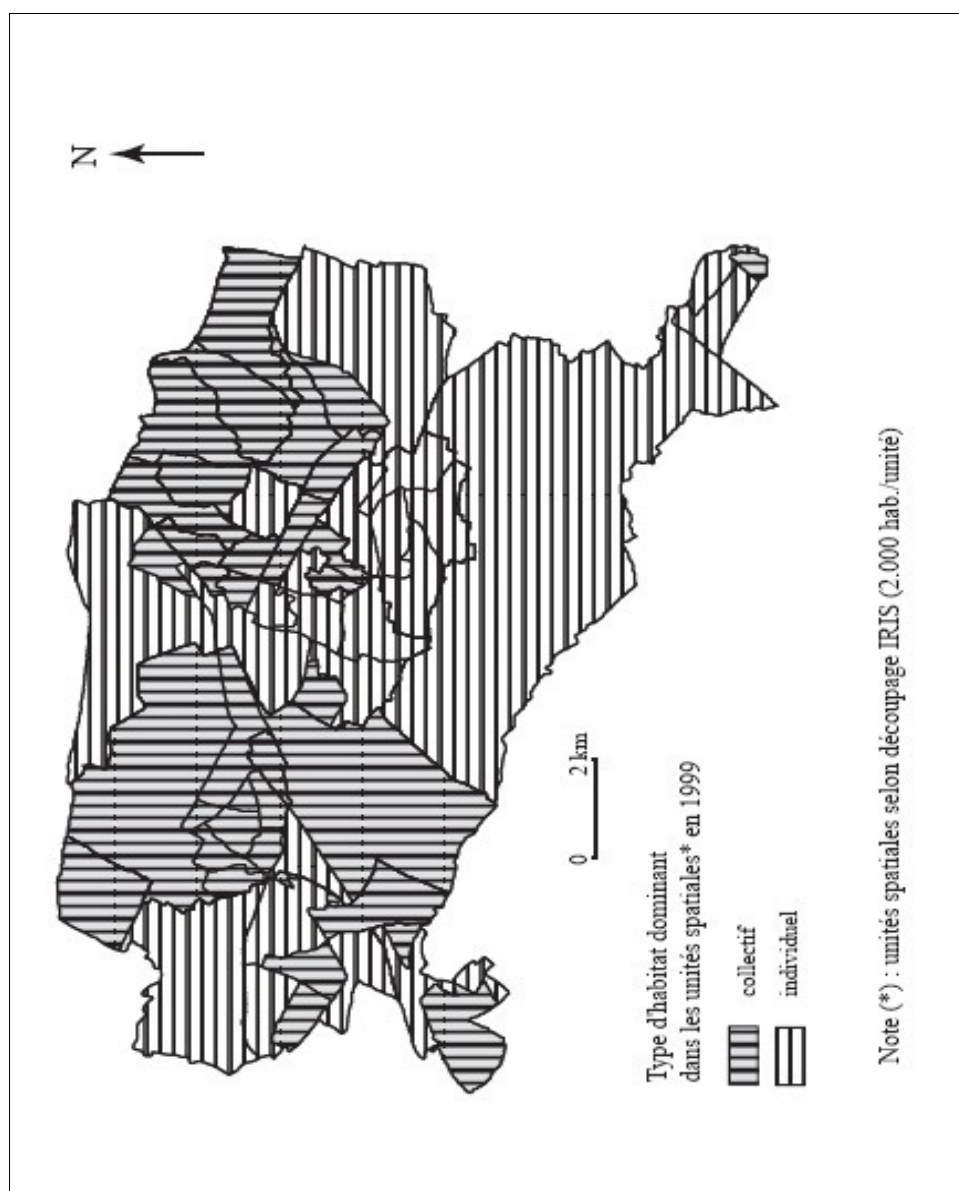 N
0 2 km
Type d'habitat dominant
dans les unités spatiales* en 1999
collectif
individuel
Note (*) : unités spatiales selon découpage IRIS (2.000 hab./unité)